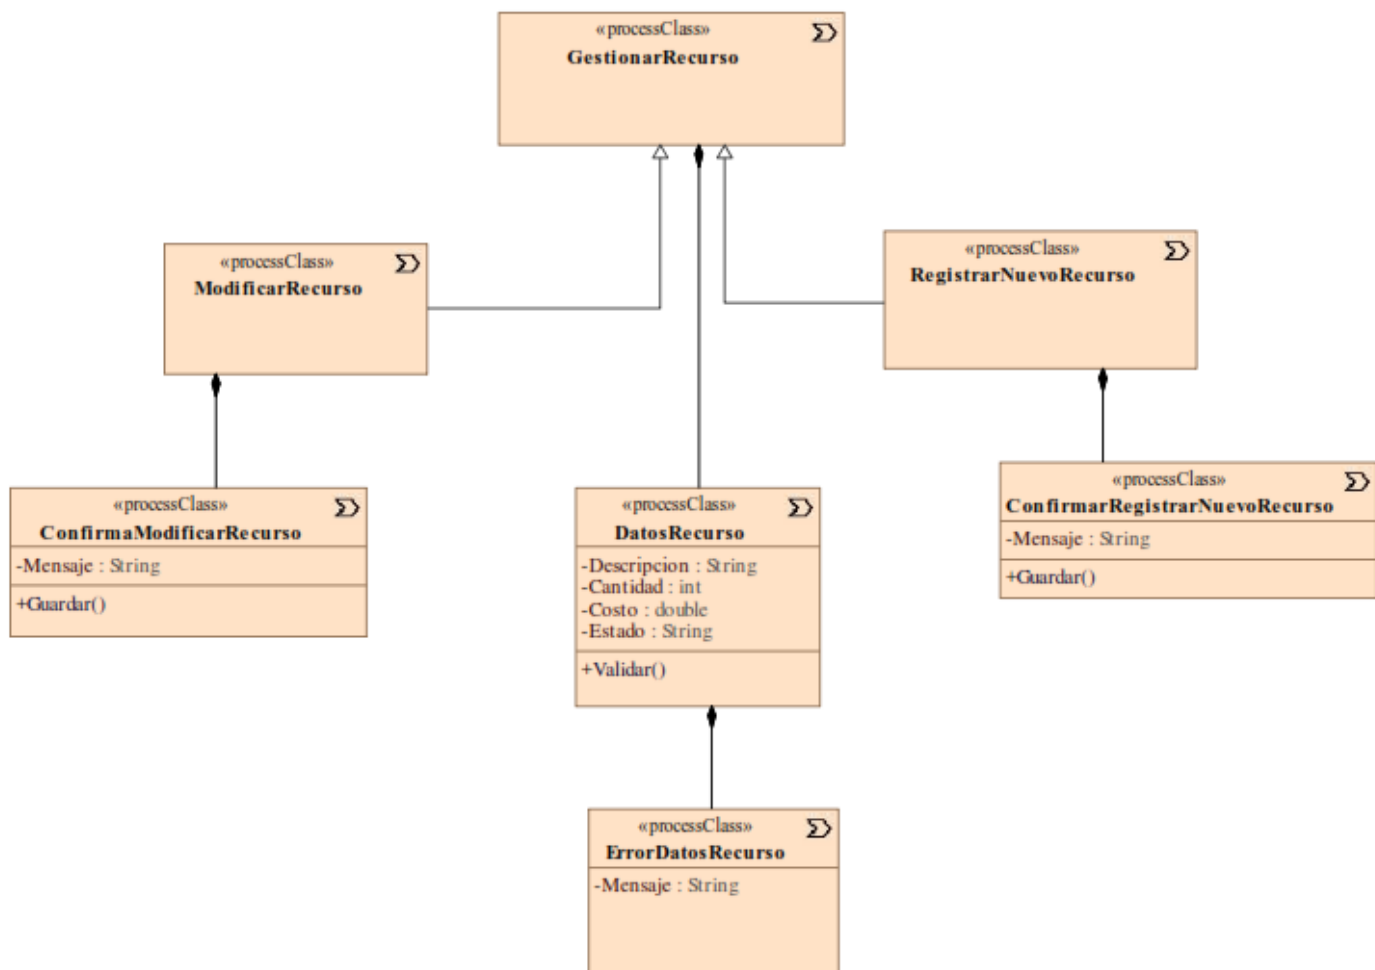 «processClass»
GestionarRecurso
«processClass»
ModificarRecurso
«processClass»
RegistrarNuevoRecurso
«processClass»
ConfirmaModificarRecurso
-Mensaje : String
+Guardar()
«processClass»
DatosRecurso
-Descripcion : String
-Cantidad : int
-Costo : double
-Estado : String
+Validar()
«processClass»
ConfirmarRegistrarNuevoRecurso
-Mensaje : String
+Guardar()
«processClass»
ErrorDatosRecurso
-Mensaje : String